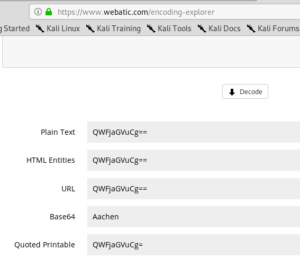 https://www.webatic.com/encoding-explorer
g Started Kali Linux Kali Training Kali Tools Kali Docs Kali Forums
Decode
Plain Text QWFjaGVuCg==
HTML Entities QWFjaGVuCg==
URL QWFjaGVuCg==
Base64 Aachen
Quoted Printable QWFjaGVuCg=